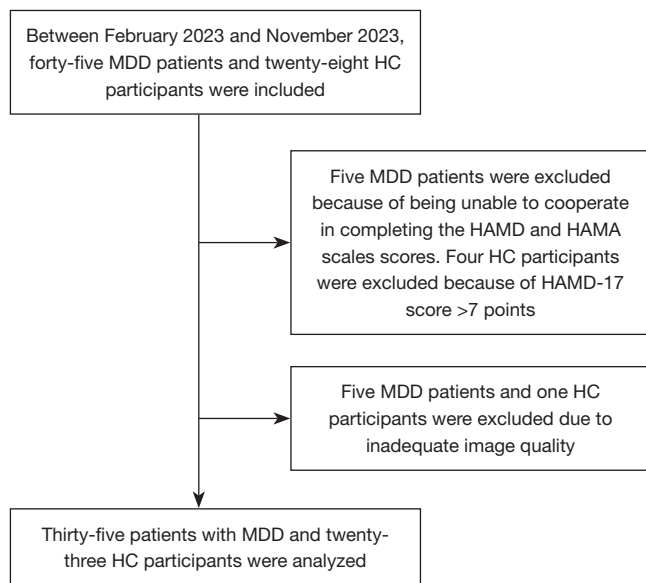 Between February 2023 and November 2023,
forty-five MDD patients and twenty-eight HC
participants were included
Five MDD patients were excluded
because of being unable to cooperate
in completing the HAMD and HAMA
scales scores. Four HC participants
were excluded because of HAMD-17
score >7 points
Five MDD patients and one HC
participants were excluded due to
inadequate image quality
Thirty-five patients with MDD and twenty-
three HC participants were analyzed